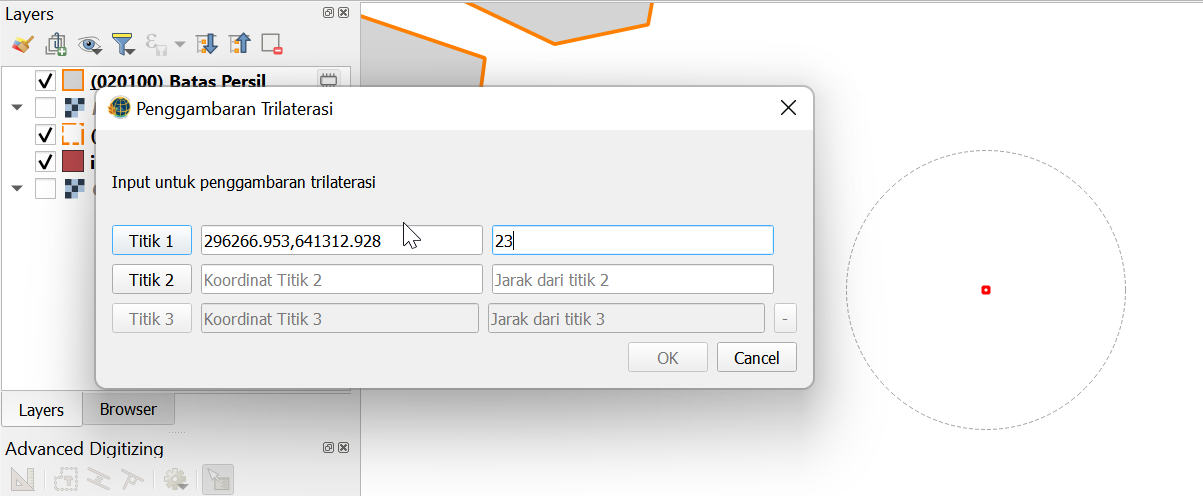 Layers
(020100) Batas Persil
Penggambaran Trilaterasi
Input untuk penggambaran trilaterasi
Titik 1 296266.953,641312.928 23
Titik 2 Koordinat Titik 2 Jarak dari titik 2
Titik 3 Koordinat Titik 3 Jarak dari titik 3 -
OK Cancel
Layers Browser
Advanced Digitizing